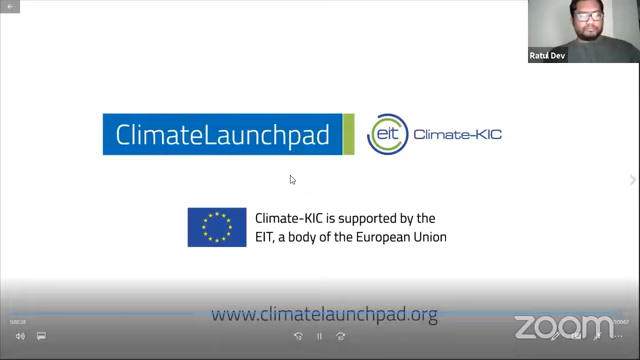 Ratul Dev
ClimateLaunchpad
eit Climate-KIC
Climate-KIC is supported by the
EIT, a body of the European Union
www.climatelaunchpad.org
zoom